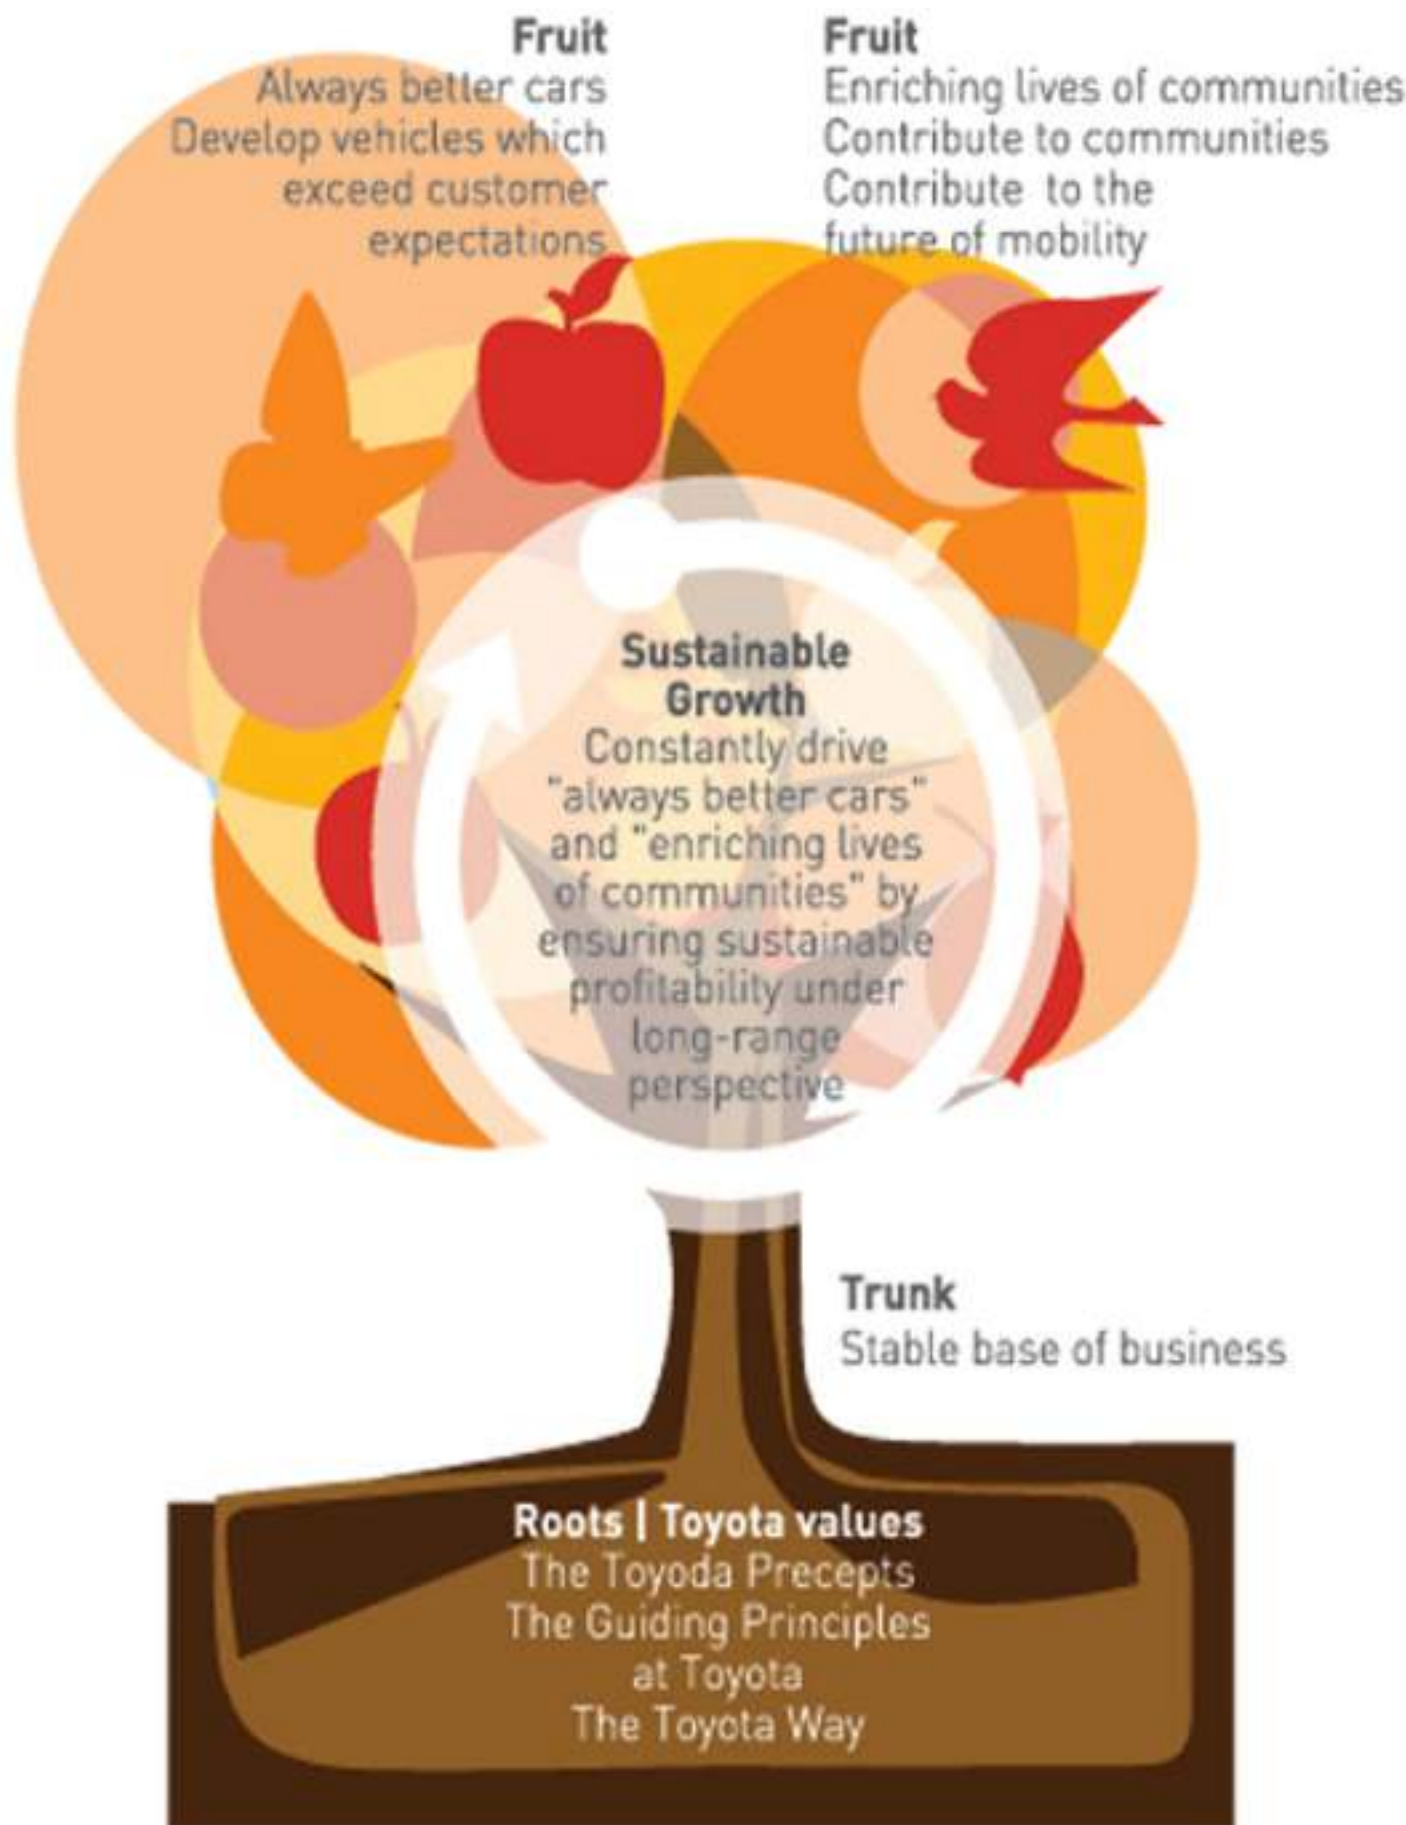 Fruit
Always better cars
Develop vehicles which
exceed customer
expectations
Fruit
Enriching lives of communities
Contribute to communities
Contribute to the
future of mobility
Sustainable
Growth
Constantly drive
"always better cars"
and "enriching lives
of communities" by
ensuring sustainable
profitability under
long-range
perspective
Trunk
Stable base of business
Roots | Toyota values
The Toyoda Precepts
The Guiding Principles
at Toyota
The Toyota Way